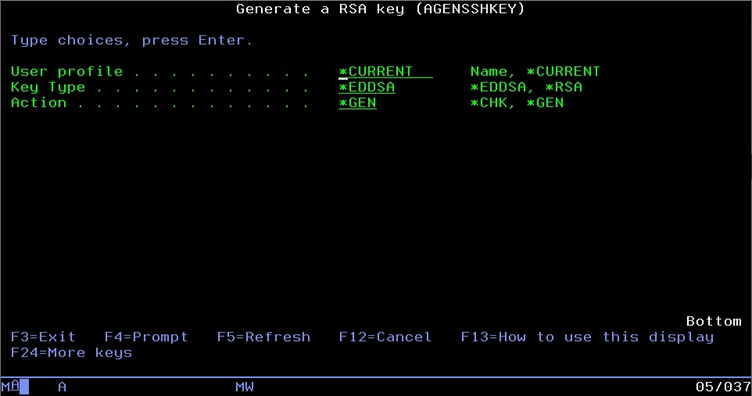 Generate a RSA key (AGENSSHKEY)
Type choices, press Enter.
User profile . . . . . . . . . . . *CURRENT Name, *CURRENT
Key Type . . . . . . . . . . . . . *EDDSA *EDDSA, *RSA
Action . . . . . . . . . . . . . . *GEN *CHK, *GEN
Bottom
F3=Exit F4=Prompt F5=Refresh F12=Cancel F13=How to use this display
F24=More keys
MA A MW 05/037